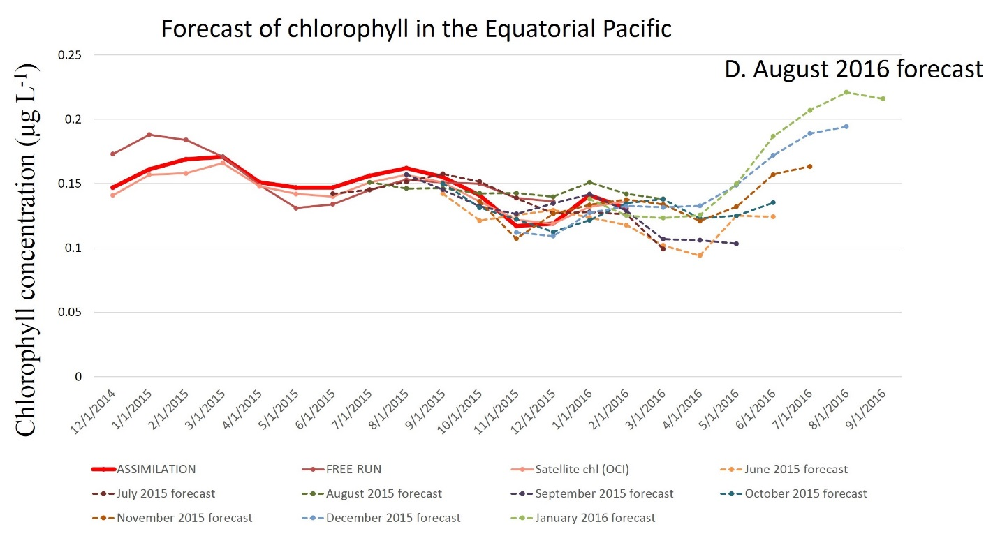 Forecast of chlorophyll in the Equatorial Pacific
D. August 2016 forecast
Chlorophyll concentration (µg L⁻¹)
0.25
0.2
0.15
0.1
0.05
0
12/1/2014
1/1/2015
2/1/2015
3/1/2015
4/1/2015
5/1/2015
6/1/2015
7/1/2015
8/1/2015
9/1/2015
10/1/2015
11/1/2015
12/1/2015
1/1/2016
2/1/2016
3/1/2016
4/1/2016
5/1/2016
6/1/2016
7/1/2016
8/1/2016
9/1/2016
ASSIMILATION
FREE-RUN
Satellite chl (OCI)
June 2015 forecast
July 2015 forecast
August 2015 forecast
September 2015 forecast
October 2015 forecast
November 2015 forecast
December 2015 forecast
January 2016 forecast